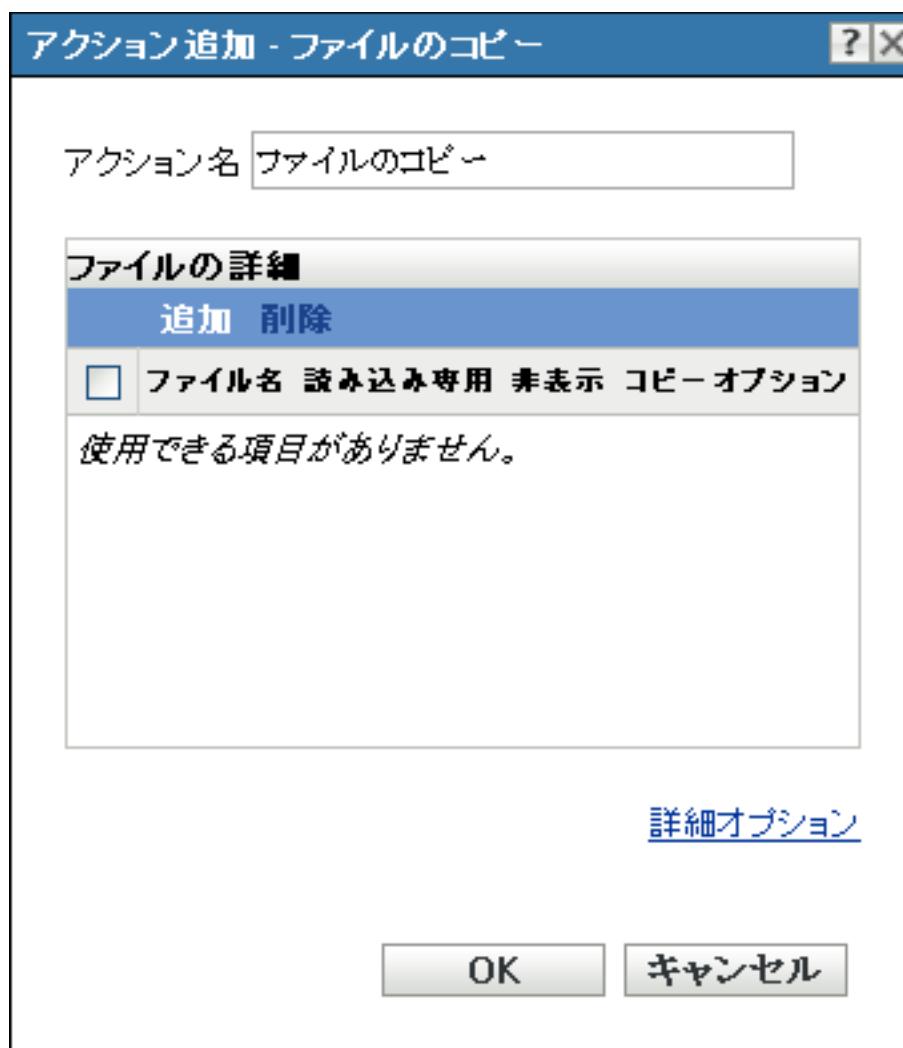 アクション追加 - ファイルのコピー ?
アクション名 ファイルのコピー
ファイルの詳細
追加 削除
ファイル名 読み込み専用 非表示 コピーオプション
使用できる項目がありません。
詳細オプション
OK キャンセル